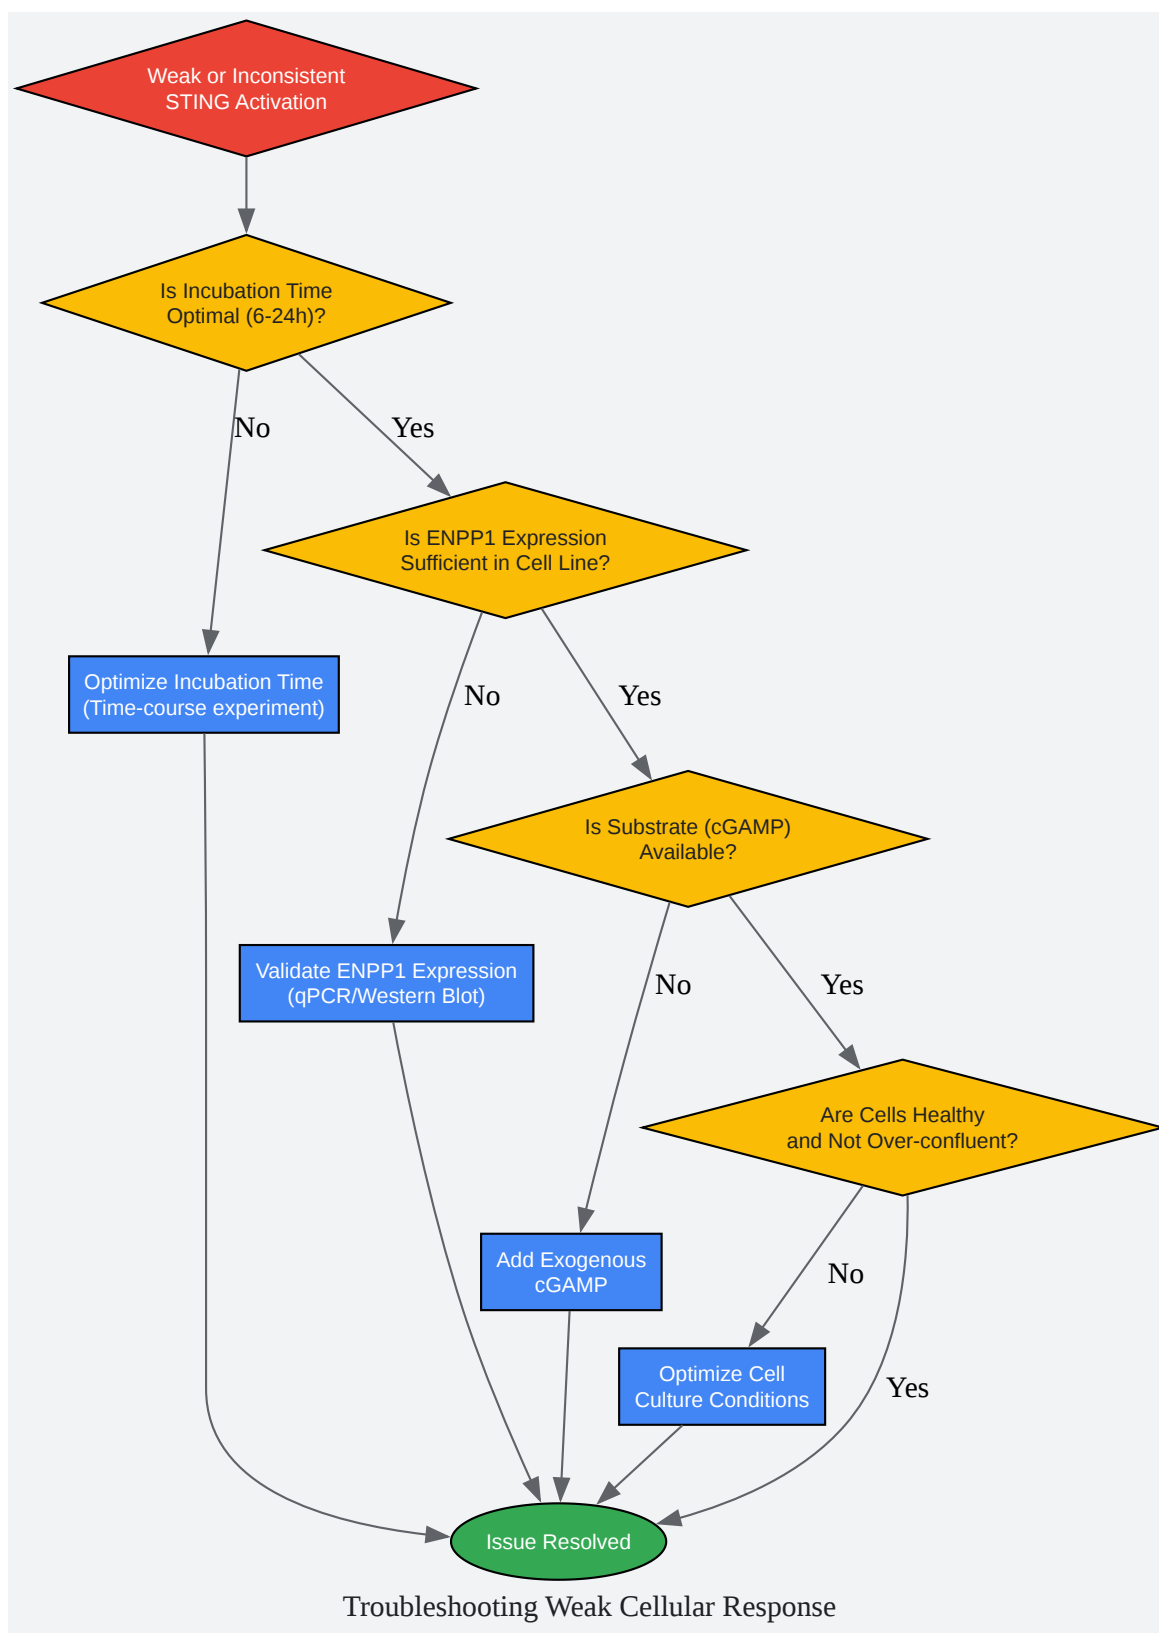 Weak or Inconsistent
STING Activation
Is Incubation Time
Optimal (6-24h)?
No
Yes
Is ENPP1 Expression
Sufficient in Cell Line?
Optimize Incubation Time
(Time-course experiment)
No
Yes
Is Substrate (cGAMP)
Available?
Validate ENPP1 Expression
(qPCR/Western Blot)
No
Yes
Are Cells Healthy
and Not Over-confluent?
Add Exogenous
cGAMP
No
Optimize Cell
Culture Conditions
Yes
Issue Resolved
Troubleshooting Weak Cellular Response